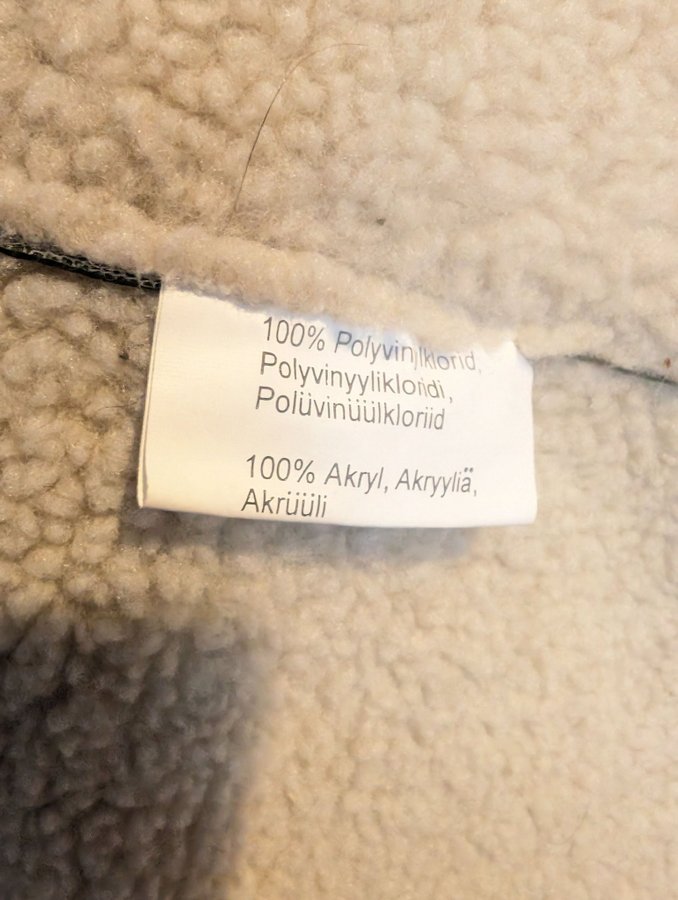 100% Polyvinylklorid,
Polyvinyylikloridi,
Polüvinüülkloriid
100% Akryl, Akryyliä,
Akrüüli